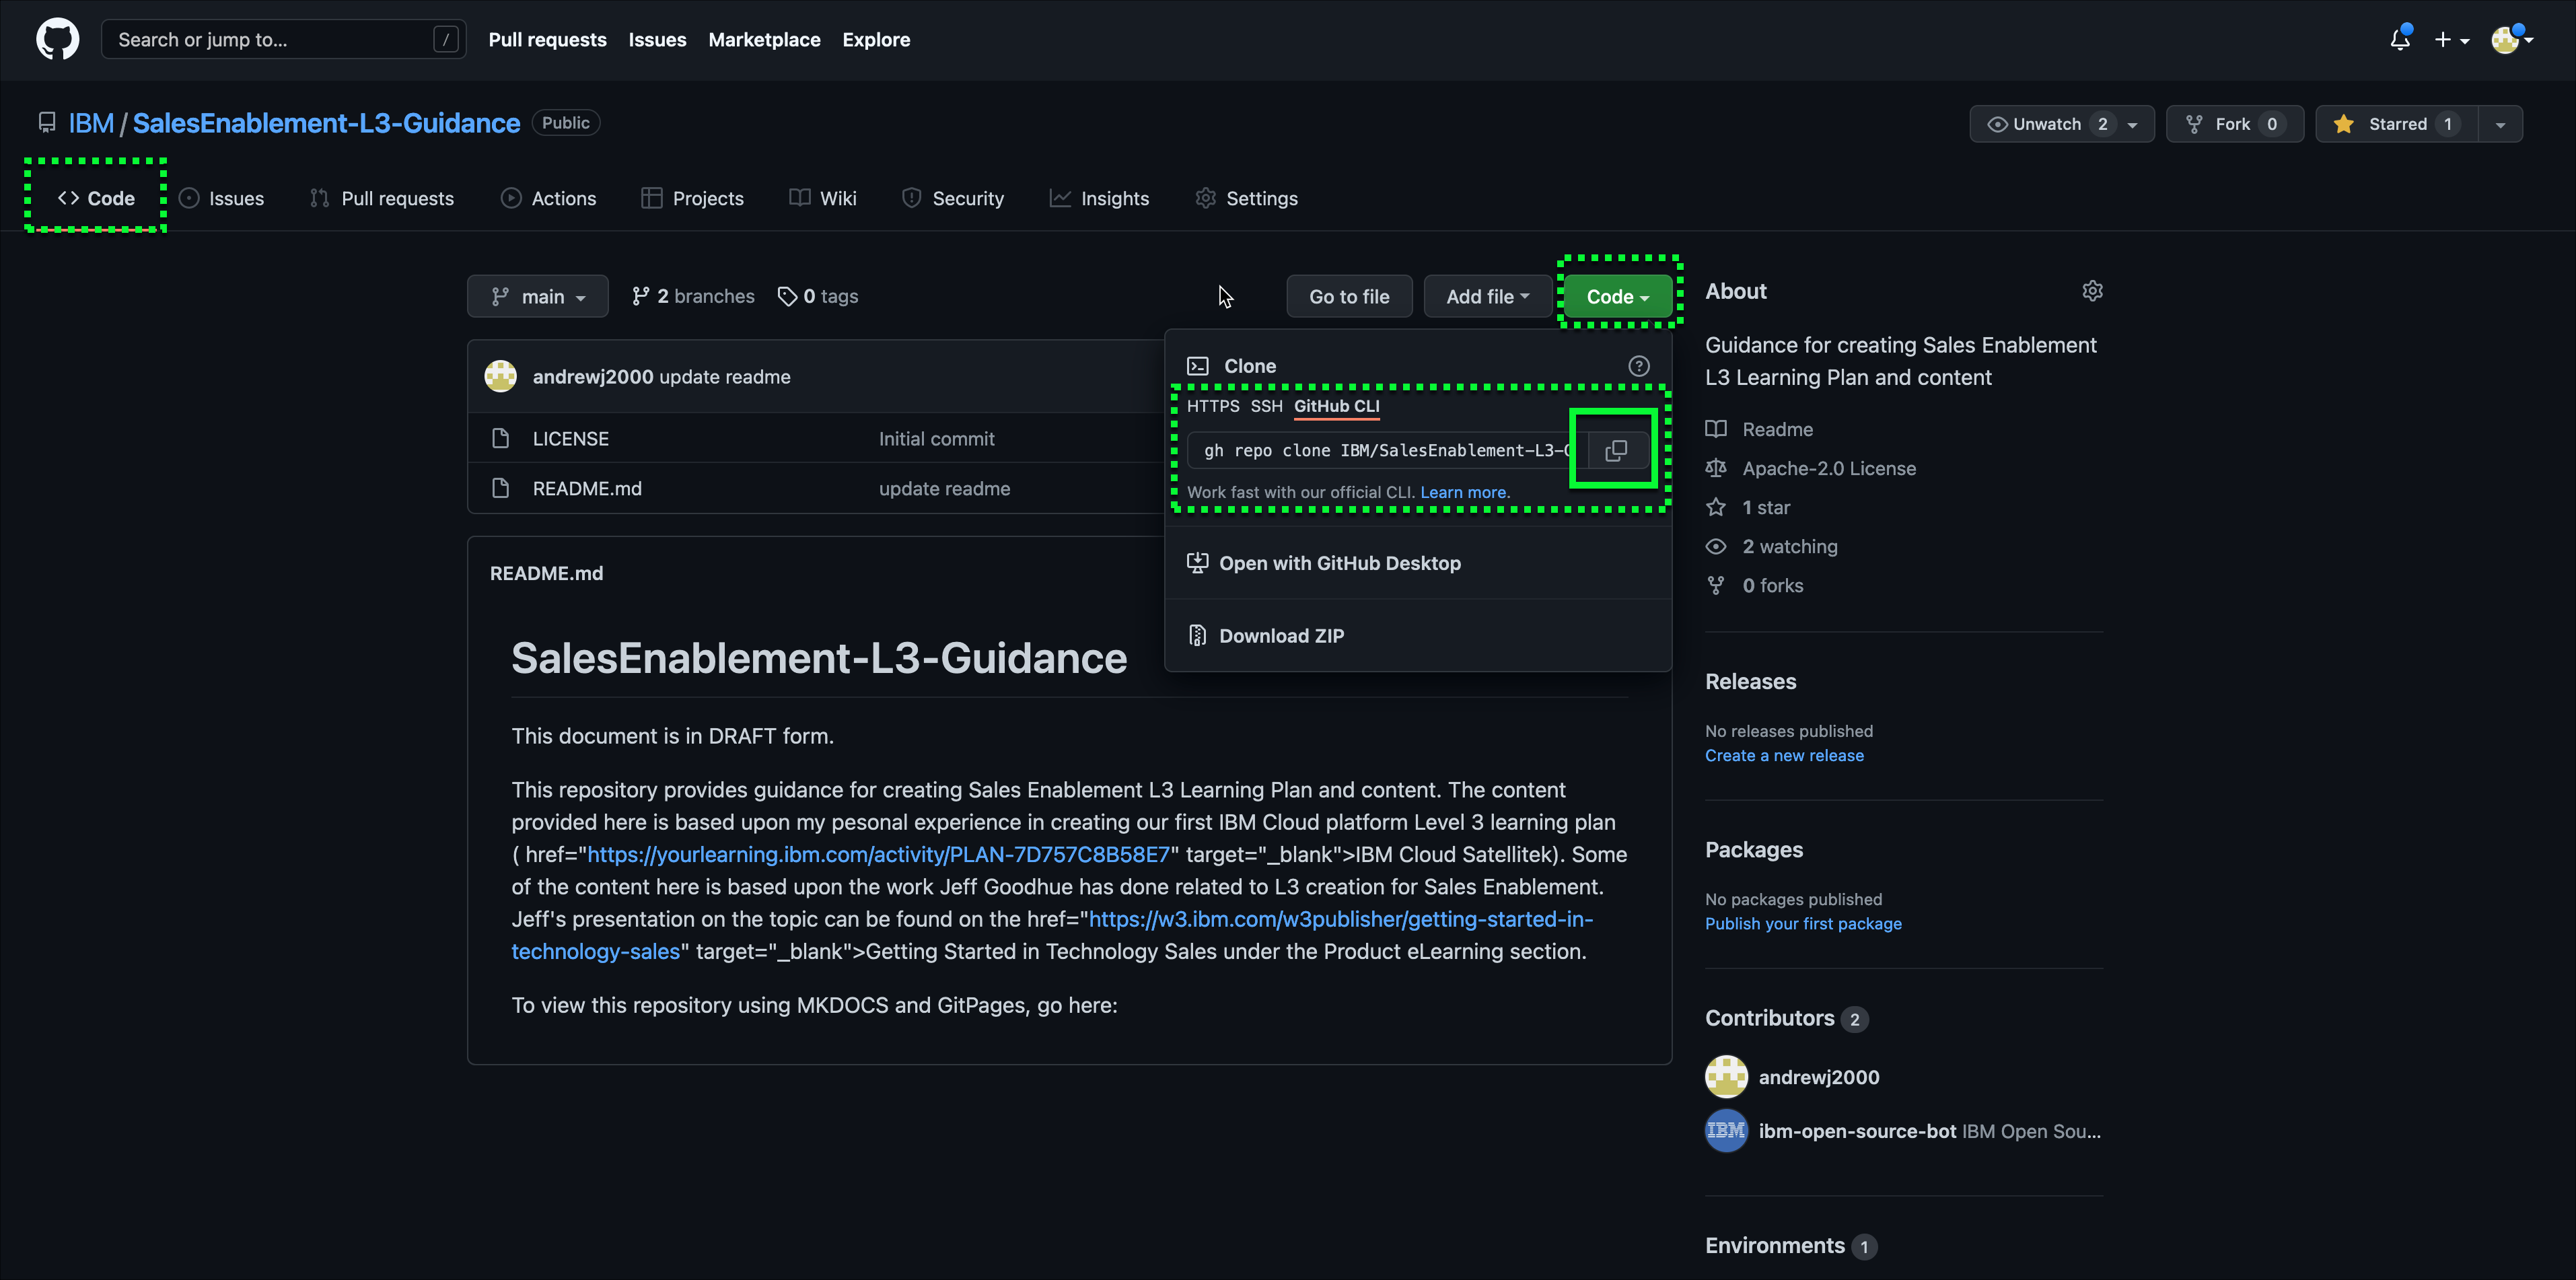 Search or jump to... /
Pull requests Issues Marketplace Explore
IBM / SalesEnablement-L3-Guidance Public
Unwatch 2 Fork 0 Starred 1
Code Issues Pull requests Actions Projects Wiki Security Insights Settings
main 2 branches 0 tags Go to file Add file Code
andrewj2000 update readme
LICENSE Initial commit
README.md update readme
Clone
HTTPS SSH GitHub CLI
gh repo clone IBM/SalesEnablement-L3-
Work fast with our official CLI. Learn more.
Open with GitHub Desktop
Download ZIP
README.md
SalesEnablement-L3-Guidance
This document is in DRAFT form.
This repository provides guidance for creating Sales Enablement L3 Learning Plan and content. The content
provided here is based upon my pesonal experience in creating our first IBM Cloud platform Level 3 learning plan
( href="https://yourlearning.ibm.com/activity/PLAN-7D757C8B58E7" target="_blank">IBM Cloud Satellitek). Some
of the content here is based upon the work Jeff Goodhue has done related to L3 creation for Sales Enablement.
Jeff's presentation on the topic can be found on the href="https://w3.ibm.com/w3publisher/getting-started-in-
technology-sales" target="_blank">Getting Started in Technology Sales under the Product eLearning section.
To view this repository using MKDOCS and GitPages, go here:
About
Guidance for creating Sales Enablement
L3 Learning Plan and content
Readme
Apache-2.0 License
1 star
2 watching
0 forks
Releases
No releases published
Create a new release
Packages
No packages published
Publish your first package
Contributors 2
andrewj2000
IBM
ibm-open-source-bot IBM Open Sou...
Environments 1